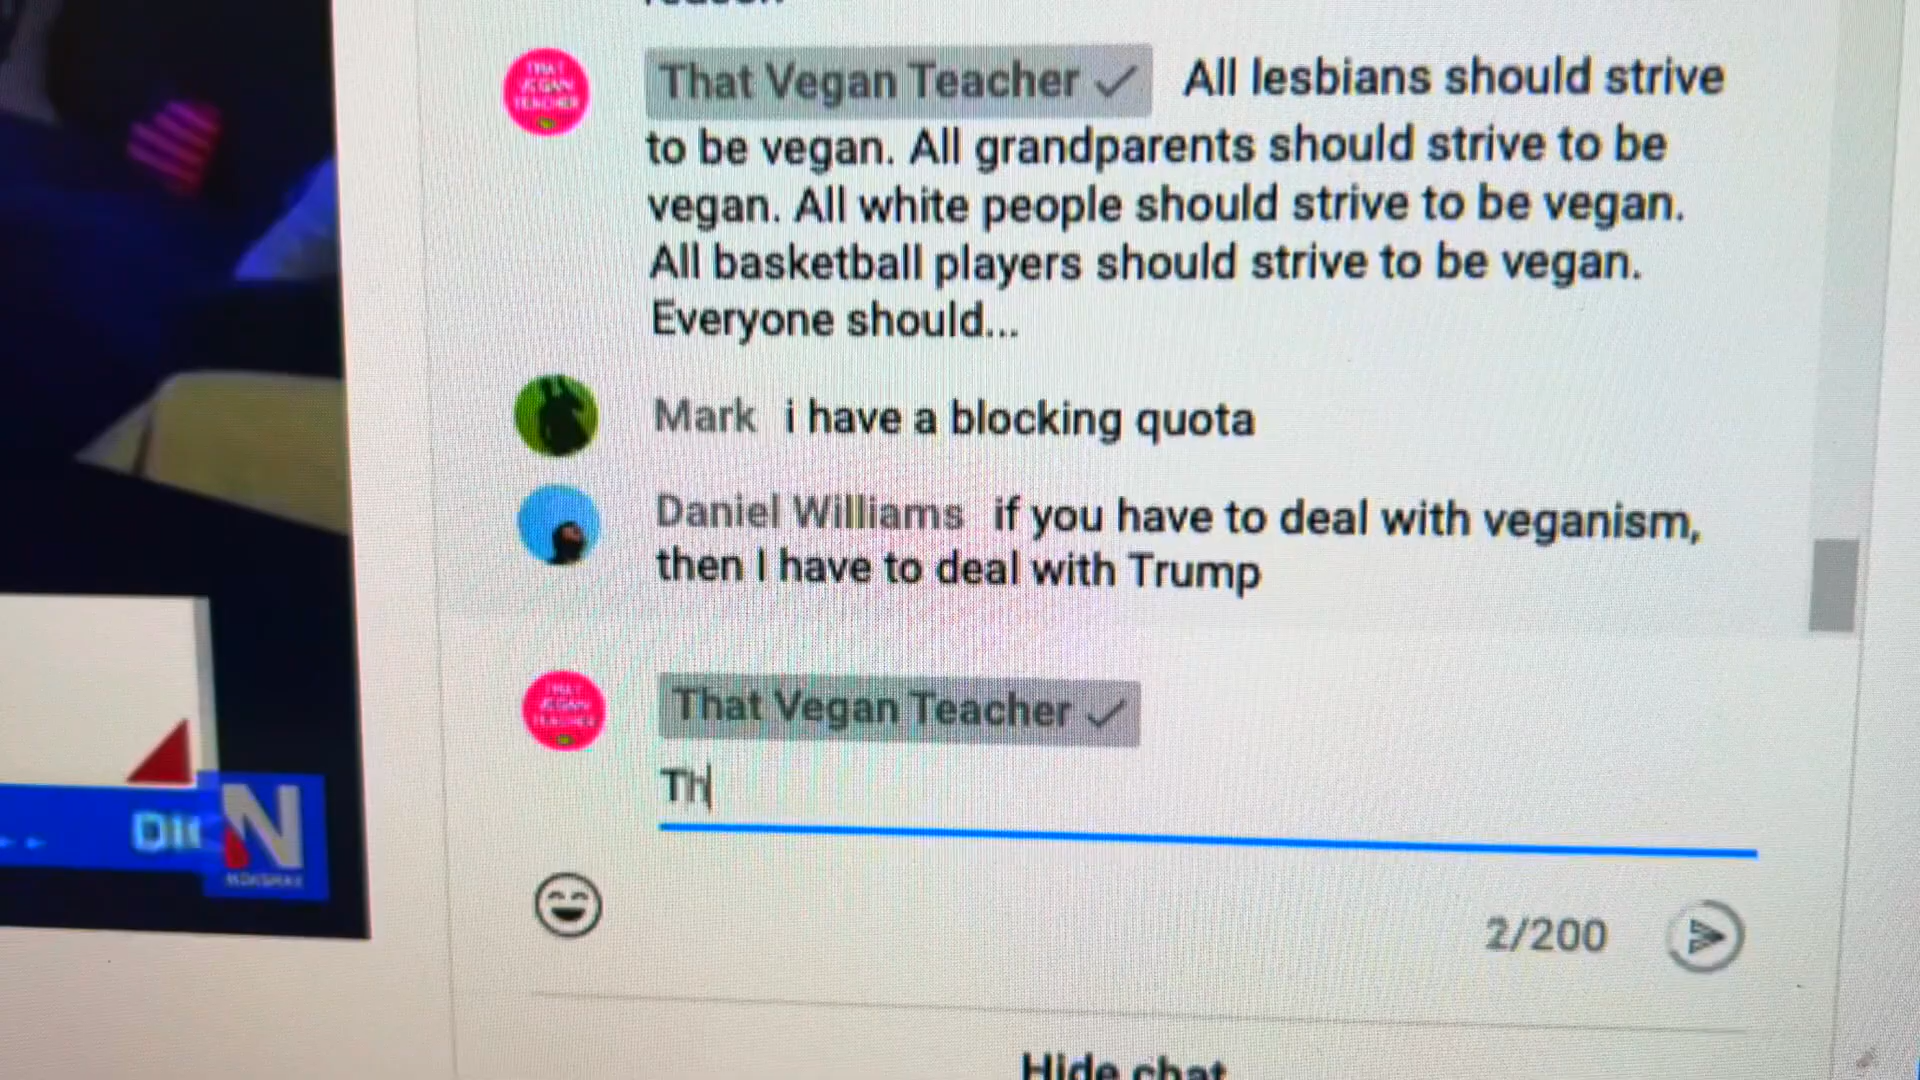 That Vegan Teacher ✓ All lesbians should strive
to be vegan. All grandparents should strive to be
vegan. All white people should strive to be vegan.
All basketball players should strive to be vegan.
Everyone should...
Mark i have a blocking quota
Daniel Williams if you have to deal with veganism,
then I have to deal with Trump
That Vegan Teacher ✓
Th
2/200
Hide chat
N